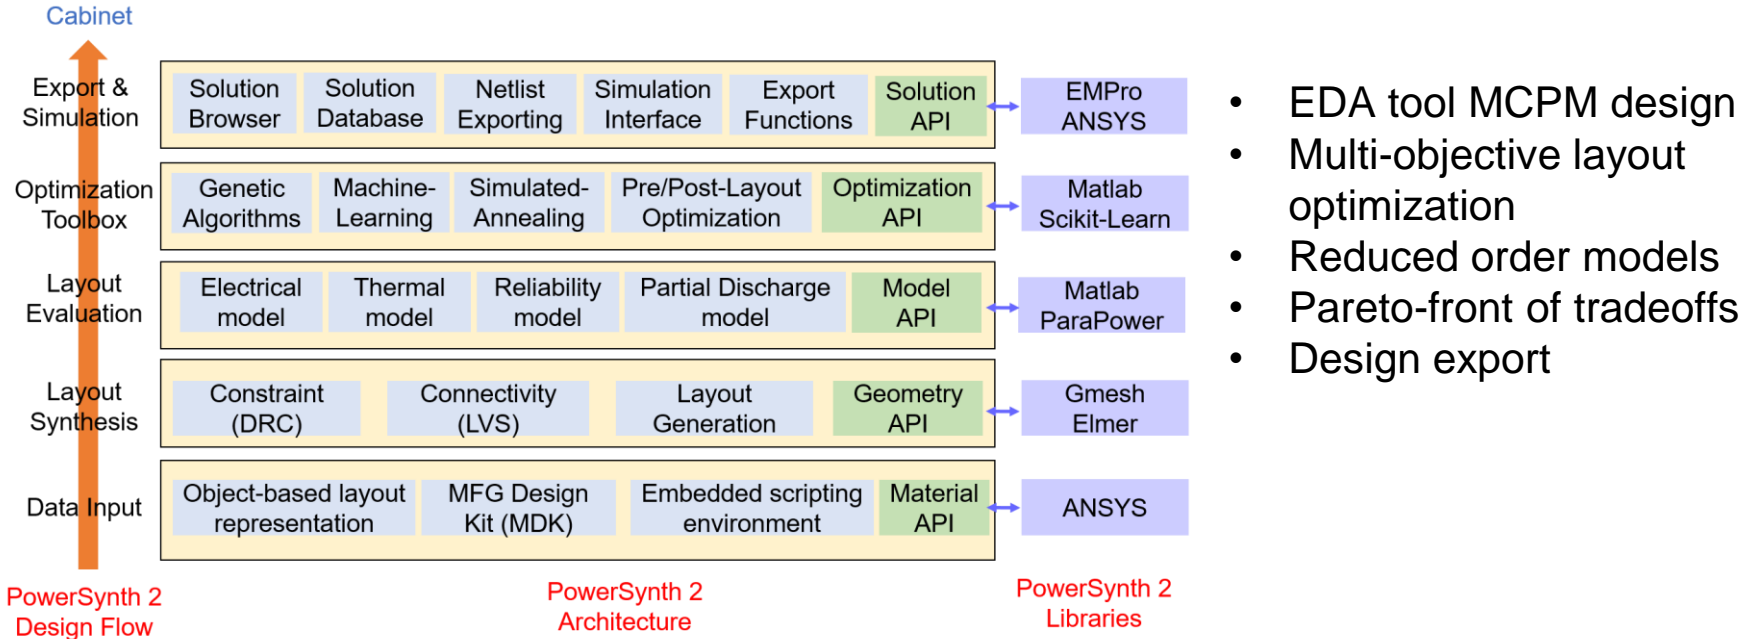 Cabinet
Export &
Simulation
Solution
Browser
Solution
Database
Netlist
Exporting
Simulation
Interface
Export
Functions
Solution
API
EMPro
ANSYS
Optimization
Toolbox
Genetic
Algorithms
Machine-
Learning
Simulated-
Annealing
Pre/Post-Layout
Optimization
Optimization
API
Matlab
Scikit-Learn
Layout
Evaluation
Electrical
model
Thermal
model
Reliability
model
Partial Discharge
model
Model
API
Matlab
ParaPower
Layout
Synthesis
Constraint
(DRC)
Connectivity
(LVS)
Layout
Generation
Geometry
API
Gmesh
Elmer
Data Input
Object-based layout
representation
MFG Design
Kit (MDK)
Embedded scripting
environment
Material
API
ANSYS
PowerSynth 2
Design Flow
PowerSynth 2
Architecture
PowerSynth 2
Libraries
• EDA tool MCPM design
• Multi-objective layout
optimization
• Reduced order models
• Pareto-front of tradeoffs
• Design export